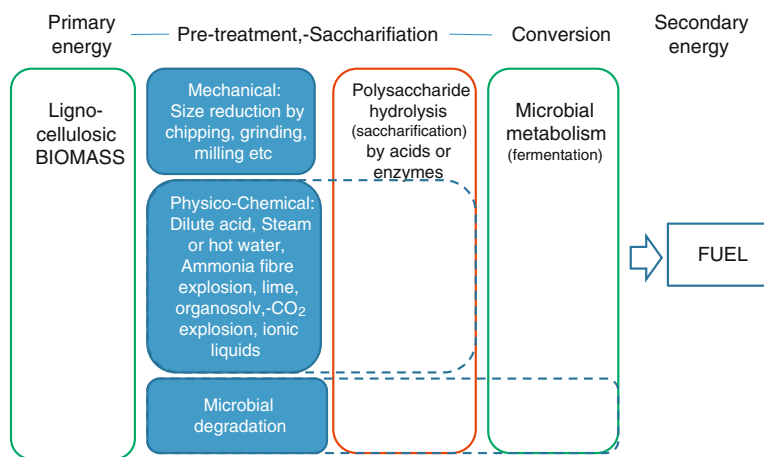 Primary
energy
Pre-treatment,-Saccharifiation
Conversion
Secondary
energy
Ligno-
cellulosic
BIOMASS
Mechanical:
Size reduction by
chipping, grinding,
milling etc
Physico-Chemical:
Dilute acid, Steam
or hot water,
Ammonia fibre
explosion, lime,
organosolv,-CO₂
explosion, ionic
liquids
Microbial
degradation
Polysaccharide
hydrolysis
(saccharification)
by acids or
enzymes
Microbial
metabolism
(fermentation)
FUEL